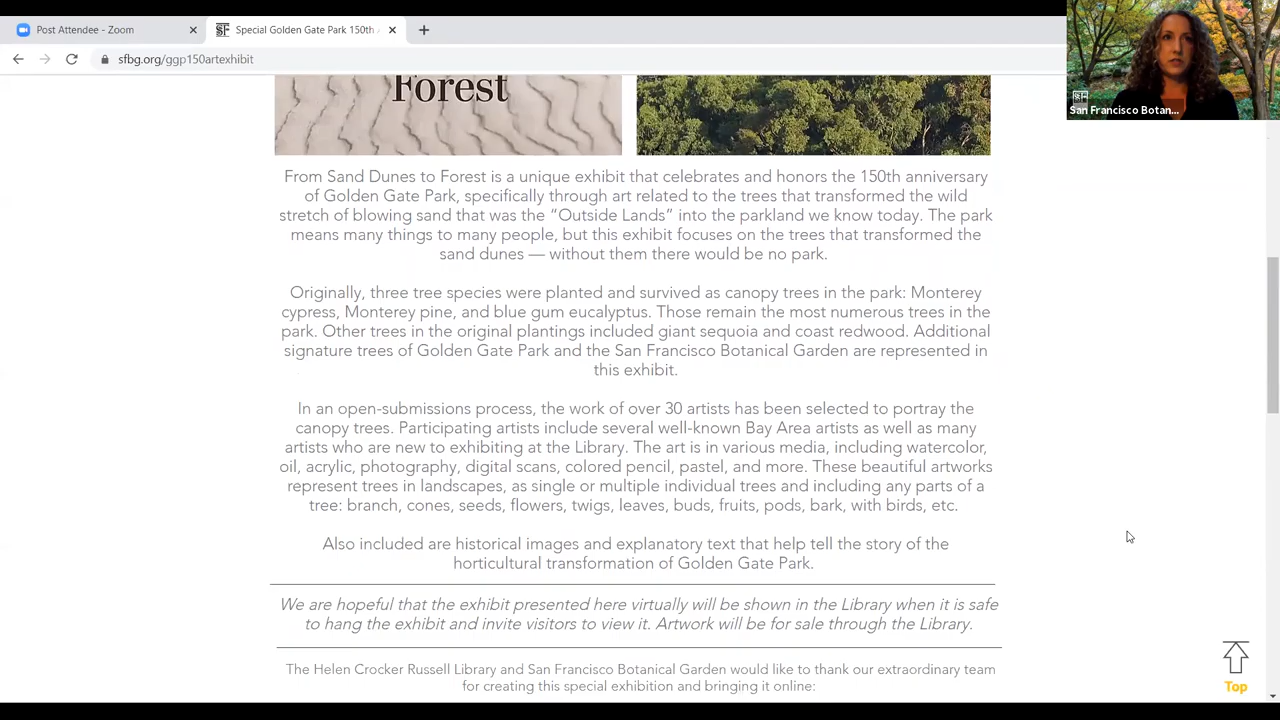 Post Attendee - Zoom
Special Golden Gate Park 150th
sfbg.org/ggp150artexhibit
San Francisco Botan...
Forest
From Sand Dunes to Forest is a unique exhibit that celebrates and honors the 150th anniversary
of Golden Gate Park, specifically through art related to the trees that transformed the wild
stretch of blowing sand that was the “Outside Lands” into the parkland we know today. The park
means many things to many people, but this exhibit focuses on the trees that transformed the
sand dunes — without them there would be no park.
Originally, three tree species were planted and survived as canopy trees in the park: Monterey
cypress, Monterey pine, and blue gum eucalyptus. Those remain the most numerous trees in the
park. Other trees in the original plantings included giant sequoia and coast redwood. Additional
signature trees of Golden Gate Park and the San Francisco Botanical Garden are represented in
this exhibit.
In an open-submissions process, the work of over 30 artists has been selected to portray the
canopy trees. Participating artists include several well-known Bay Area artists as well as many
artists who are new to exhibiting at the Library. The art is in various media, including watercolor,
oil, acrylic, photography, digital scans, colored pencil, pastel, and more. These beautiful artworks
represent trees in landscapes, as single or multiple individual trees and including any parts of a
tree: branch, cones, seeds, flowers, twigs, leaves, buds, fruits, pods, bark, with birds, etc.
Also included are historical images and explanatory text that help tell the story of the
horticultural transformation of Golden Gate Park.
We are hopeful that the exhibit presented here virtually will be shown in the Library when it is safe
to hang the exhibit and invite visitors to view it. Artwork will be for sale through the Library.
The Helen Crocker Russell Library and San Francisco Botanical Garden would like to thank our extraordinary team
for creating this special exhibition and bringing it online:
Top